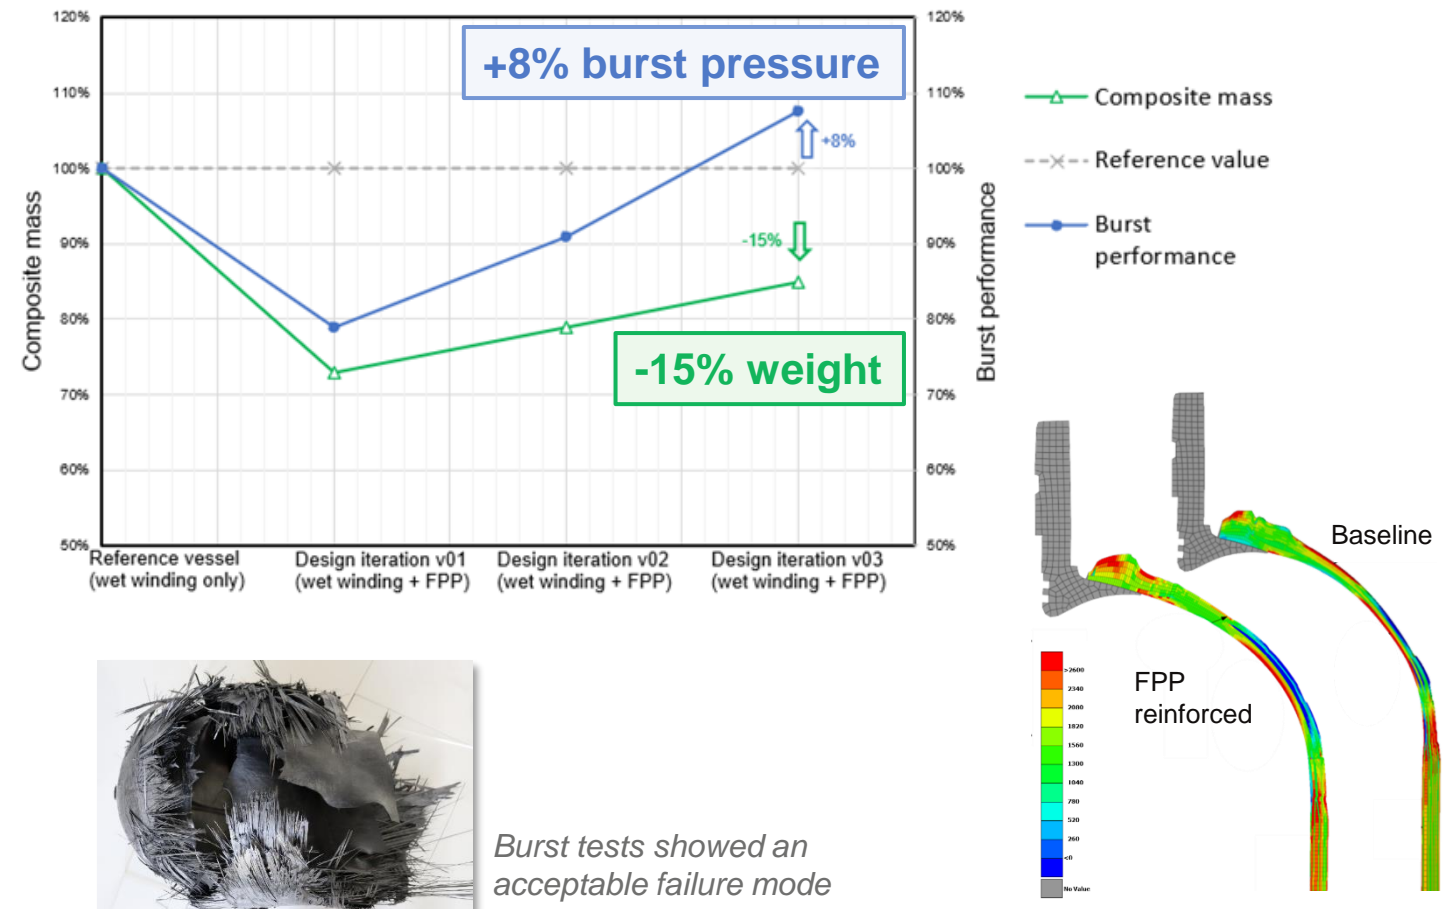 120%
110%
100%
90%
80%
70%
60%
50%
Composite mass
+8% burst pressure
+8%
-15%
-15% weight
120%
110%
100%
90%
80%
70%
60%
50%
Burst performance
Reference vessel
(wet winding only)
Design iteration v01
(wet winding + FPP)
Design iteration v02
(wet winding + FPP)
Design iteration v03
(wet winding + FPP)
Composite mass
Reference value
Burst
performance
Baseline
FPP
reinforced
>2600
2340
2080
1820
1560
1300
1040
780
520
260
<0
No Value
Burst tests showed an
acceptable failure mode